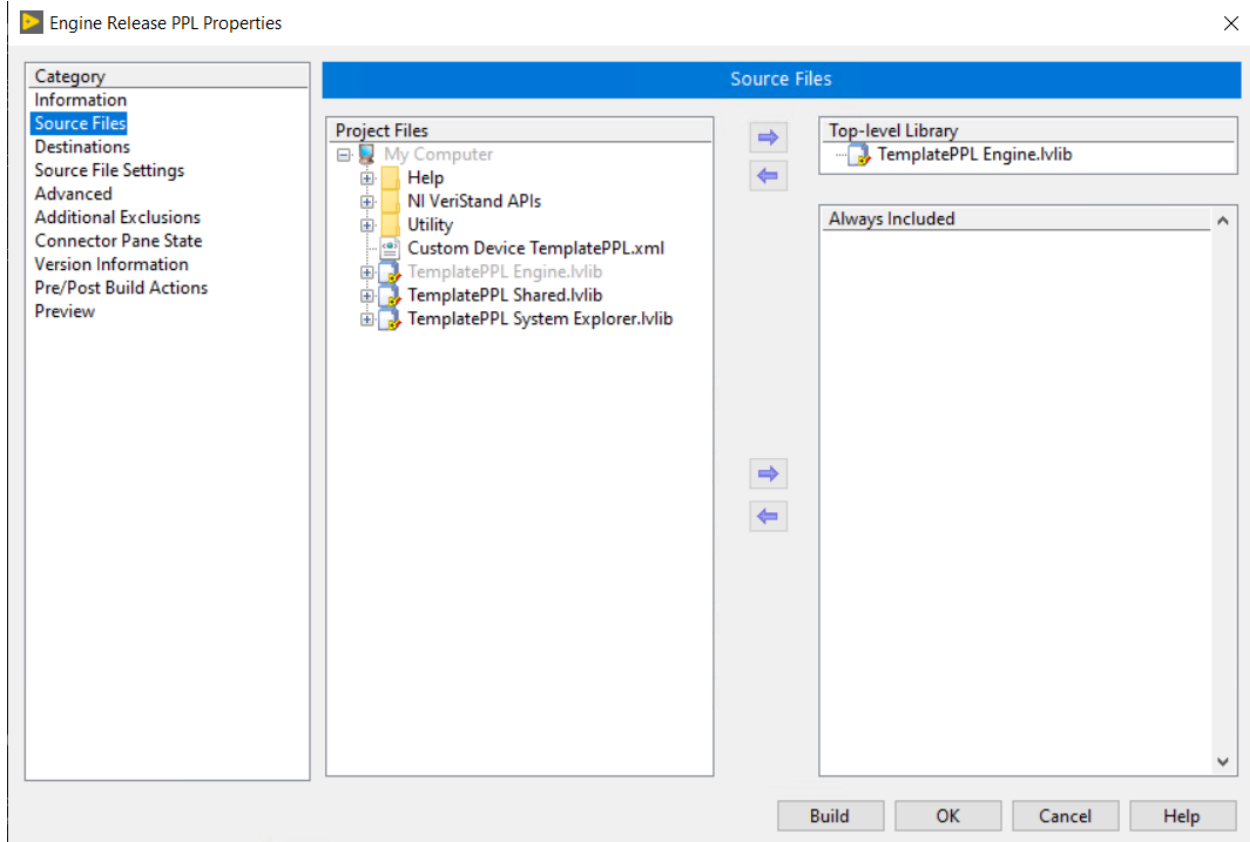 Engine Release PPL Properties
Category
Information
Source Files
Destinations
Source File Settings
Advanced
Additional Exclusions
Connector Pane State
Version Information
Pre/Post Build Actions
Preview
Source Files
Project Files
My Computer
Help
NI VeriStand APIs
Utility
Custom Device TemplatePPL.xml
TemplatePPL Engine.lvlib
TemplatePPL Shared.lvlib
TemplatePPL System Explorer.lvlib
Top-level Library
TemplatePPL Engine.lvlib
Always Included
Build
OK
Cancel
Help